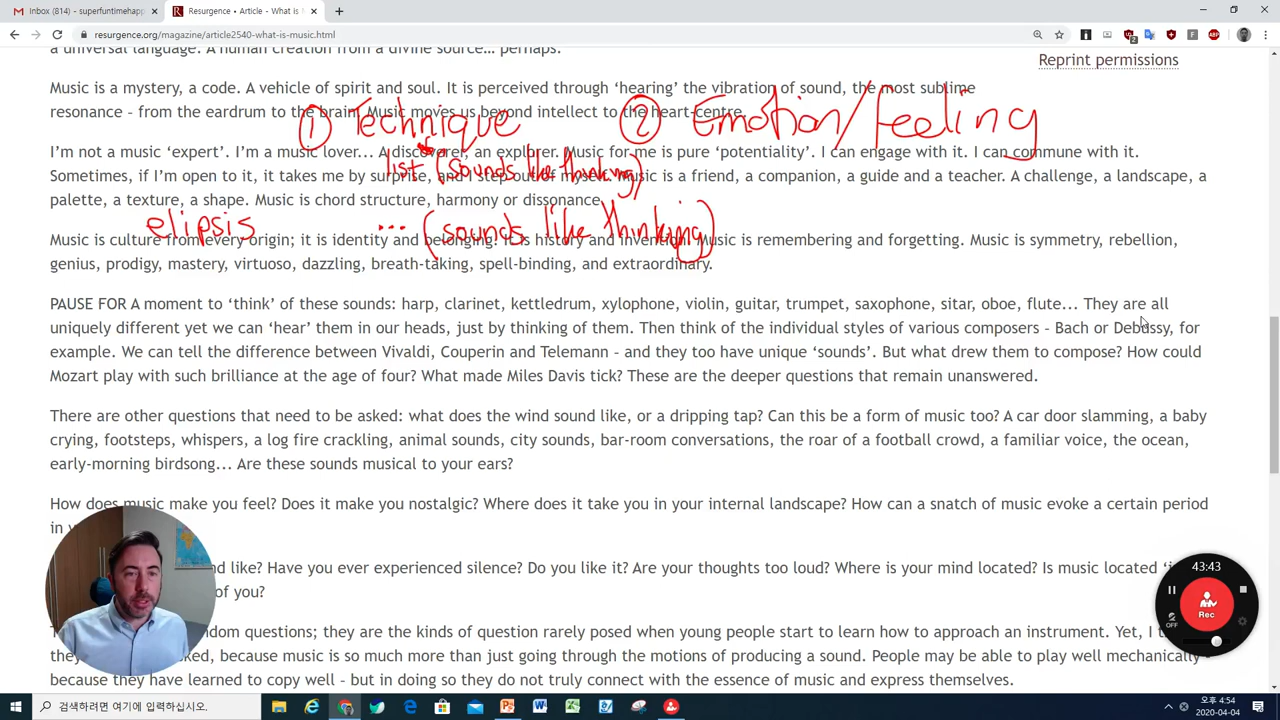 Inbox (814) - superfuntimehapp
Resurgence • Article - What is M
resurgence.org/magazine/article2540-what-is-music.html
a universal language. A human creation from a divine source... perhaps.
Reprint permissions
Music is a mystery, a code. A vehicle of spirit and soul. It is perceived through ‘hearing’ the vibration of sound, the most sublime
resonance - from the eardrum to the brain. Music moves us beyond intellect to the heart-centre.
① Technique ② Emotion/feeling
I’m not a music ‘expert’. I’m a music lover... A discoverer, an explorer. Music for me is pure ‘potentiality’. I can engage with it. I can commune with it.
list (sounds like thinking)
Sometimes, if I’m open to it, it takes me by surprise, and I step out of myself. Music is a friend, a companion, a guide and a teacher. A challenge, a landscape, a
palette, a texture, a shape. Music is chord structure, harmony or dissonance.
elipsis ... (sounds like thinking)
Music is culture from every origin; it is identity and belonging. It is history and invention. Music is remembering and forgetting. Music is symmetry, rebellion,
genius, prodigy, mastery, virtuoso, dazzling, breath-taking, spell-binding, and extraordinary.
PAUSE FOR A moment to ‘think’ of these sounds: harp, clarinet, kettledrum, xylophone, violin, guitar, trumpet, saxophone, sitar, oboe, flute... They are all
uniquely different yet we can ‘hear’ them in our heads, just by thinking of them. Then think of the individual styles of various composers - Bach or Debussy, for
example. We can tell the difference between Vivaldi, Couperin and Telemann - and they too have unique ‘sounds’. But what drew them to compose? How could
Mozart play with such brilliance at the age of four? What made Miles Davis tick? These are the deeper questions that remain unanswered.
There are other questions that need to be asked: what does the wind sound like, or a dripping tap? Can this be a form of music too? A car door slamming, a baby
crying, footsteps, whispers, a log fire crackling, animal sounds, city sounds, bar-room conversations, the roar of a football crowd, a familiar voice, the ocean,
early-morning birdsong... Are these sounds musical to your ears?
How does music make you feel? Does it make you nostalgic? Where does it take you in your internal landscape? How can a snatch of music evoke a certain period
in
like? Have you ever experienced silence? Do you like it? Are your thoughts too loud? Where is your mind located? Is music located
of you?
questions; they are the kinds of question rarely posed when young people start to learn how to approach an instrument. Yet, I
because music is so much more than just going through the motions of producing a sound. People may be able to play well mechanically
because they have learned to copy well - but in doing so they do not truly connect with the essence of music and express themselves.
43:43
Rec
OFF
검색하려면 여기에 입력하십시오.
오후 4:54
2020-04-04